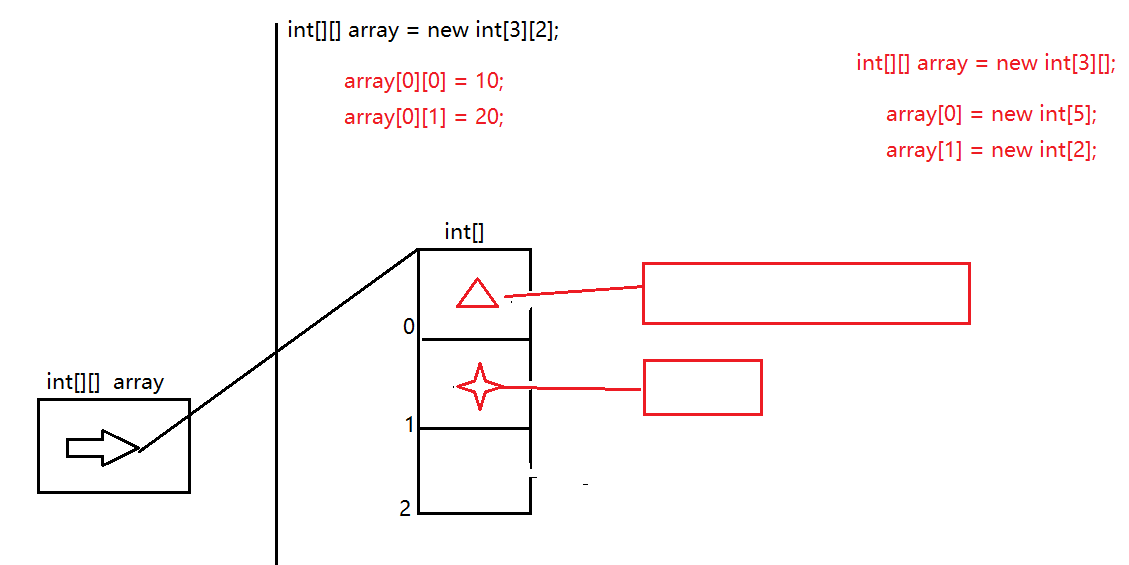 int[][] array = new int[3][2];
array[0][0] = 10;
array[0][1] = 20;
int[][] array = new int[3][];
array[0] = new int[5];
array[1] = new int[2];
int[]
0
int[][]  array
1
2